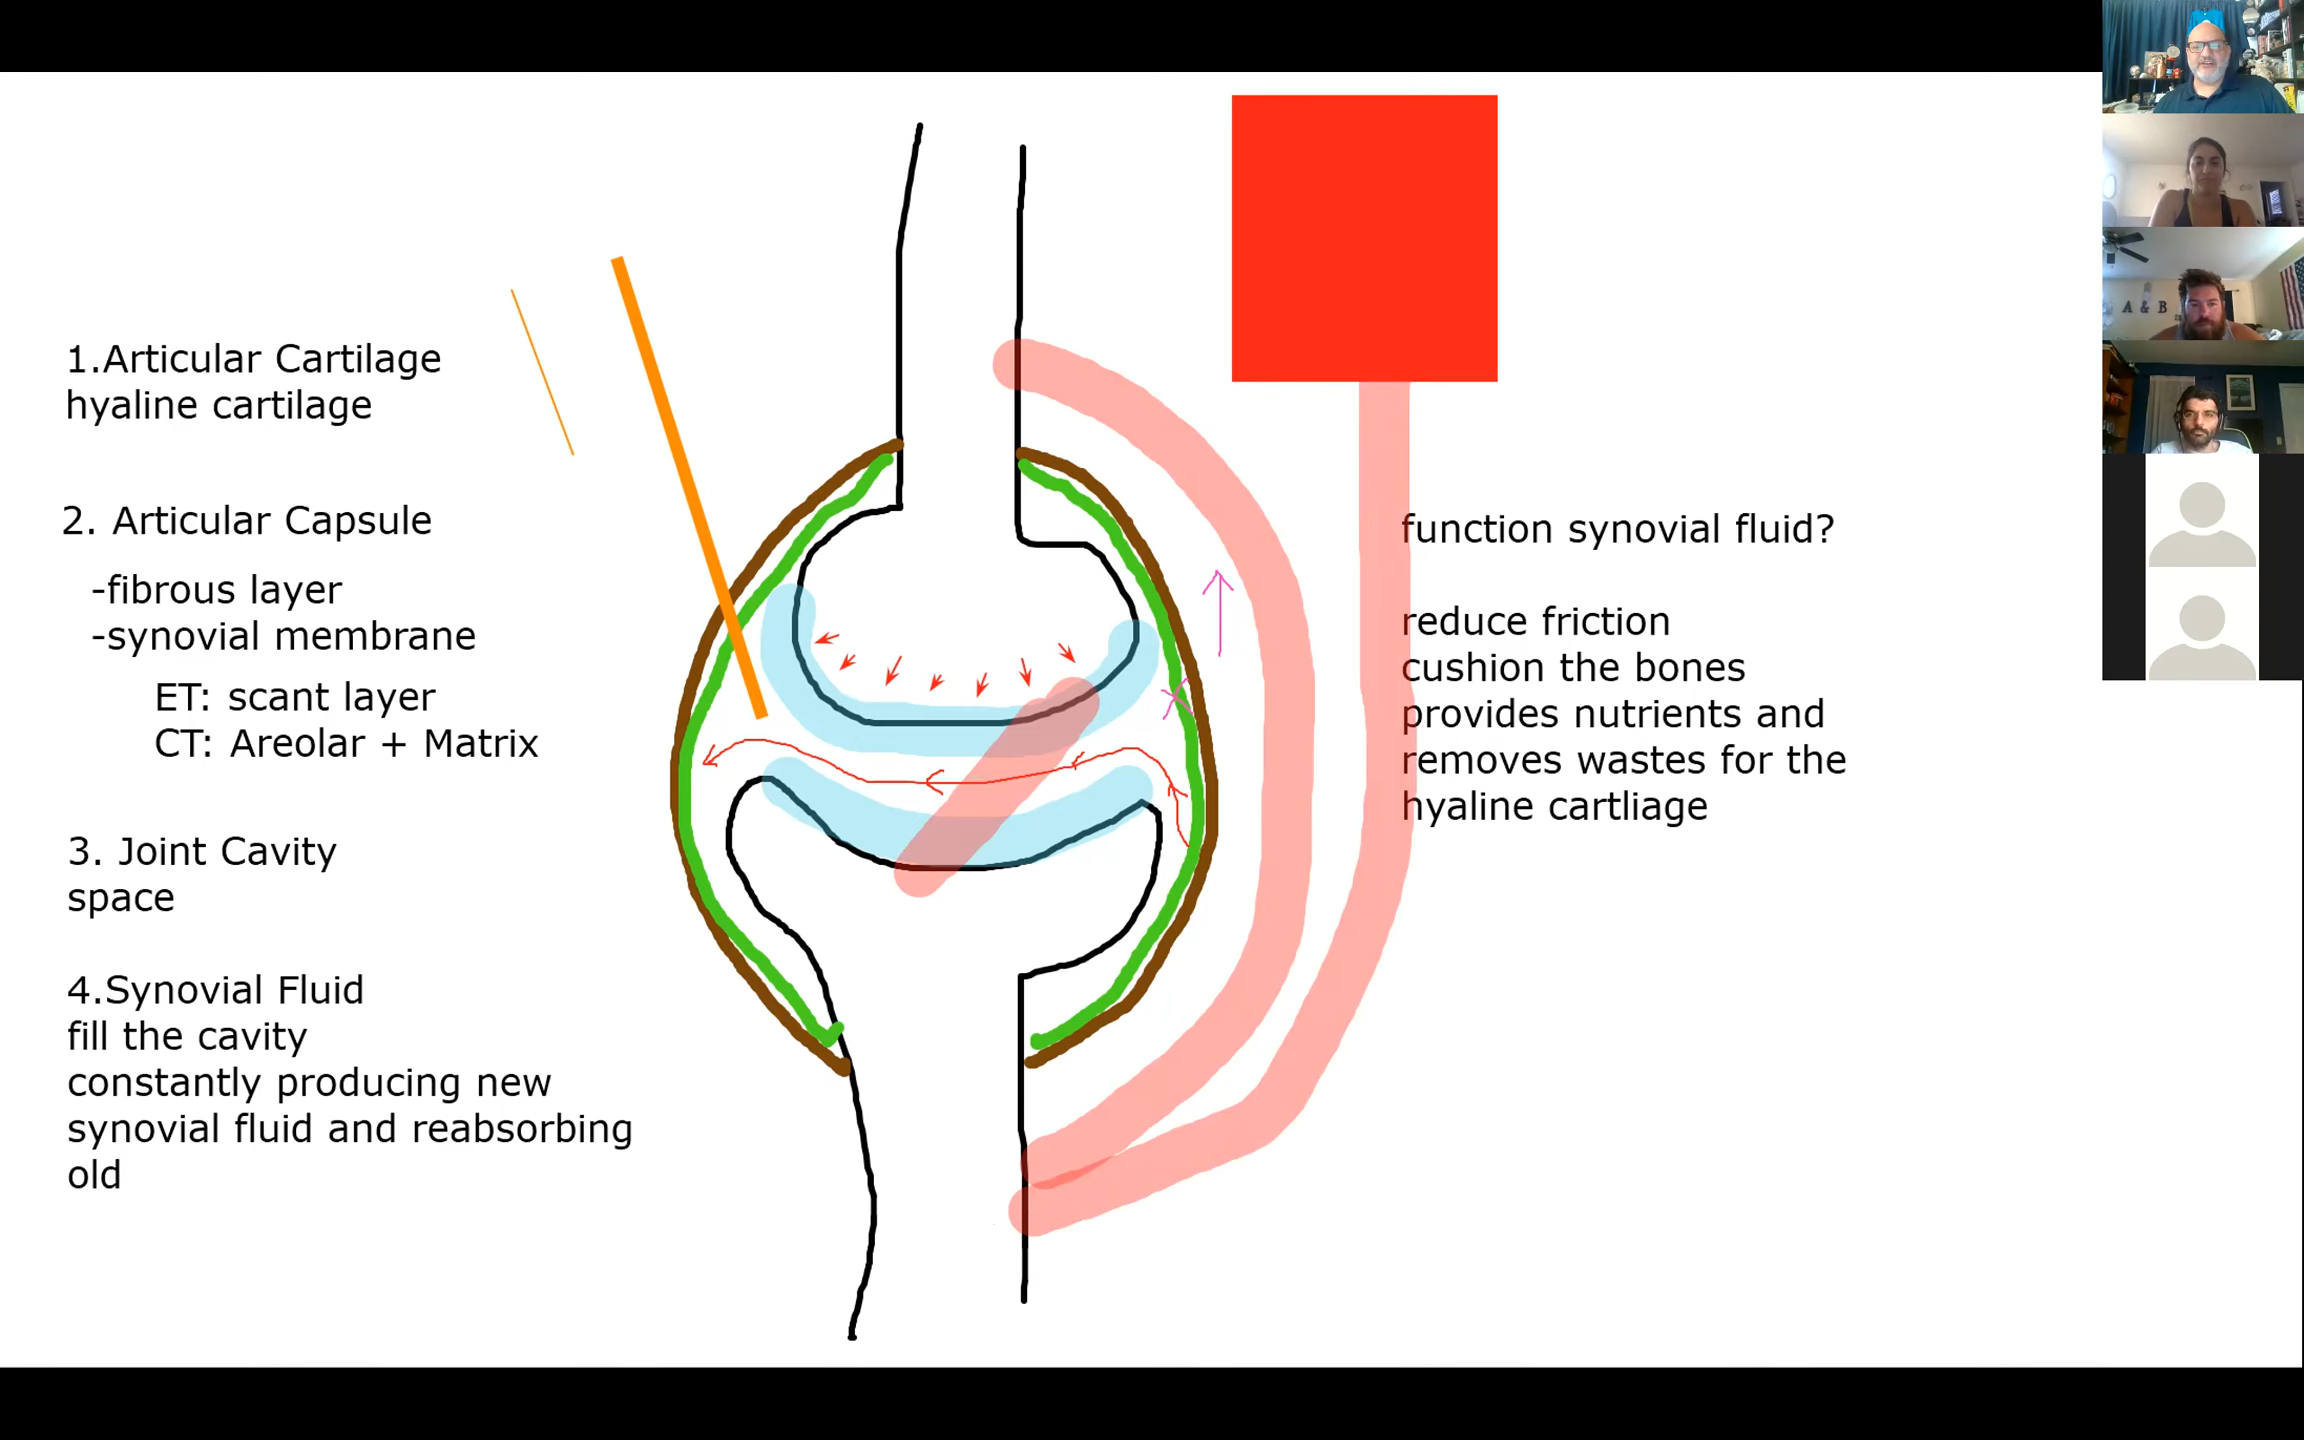 1.Articular Cartilage
hyaline cartilage
2. Articular Capsule
-fibrous layer
-synovial membrane
ET: scant layer
CT: Areolar + Matrix
3. Joint Cavity
space
4.Synovial Fluid
fill the cavity
constantly producing new
synovial fluid and reabsorbing
old
function synovial fluid?
reduce friction
cushion the bones
provides nutrients and
removes wastes for the
hyaline cartliage
A & B